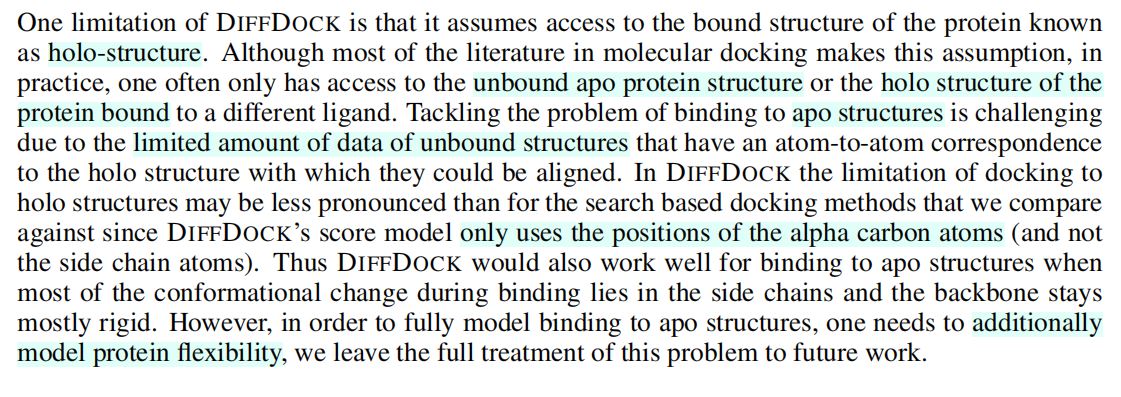 One limitation of DIFFDOCK is that it assumes access to the bound structure of the protein known
as holo-structure. Although most of the literature in molecular docking makes this assumption, in
practice, one often only has access to the unbound apo protein structure or the holo structure of the
protein bound to a different ligand. Tackling the problem of binding to apo structures is challenging
due to the limited amount of data of unbound structures that have an atom-to-atom correspondence
to the holo structure with which they could be aligned. In DIFFDOCK the limitation of docking to
holo structures may be less pronounced than for the search based docking methods that we compare
against since DIFFDOCK's score model only uses the positions of the alpha carbon atoms (and not
the side chain atoms). Thus DIFFDOCK would also work well for binding to apo structures when
most of the conformational change during binding lies in the side chains and the backbone stays
mostly rigid. However, in order to fully model binding to apo structures, one needs to additionally
model protein flexibility, we leave the full treatment of this problem to future work.